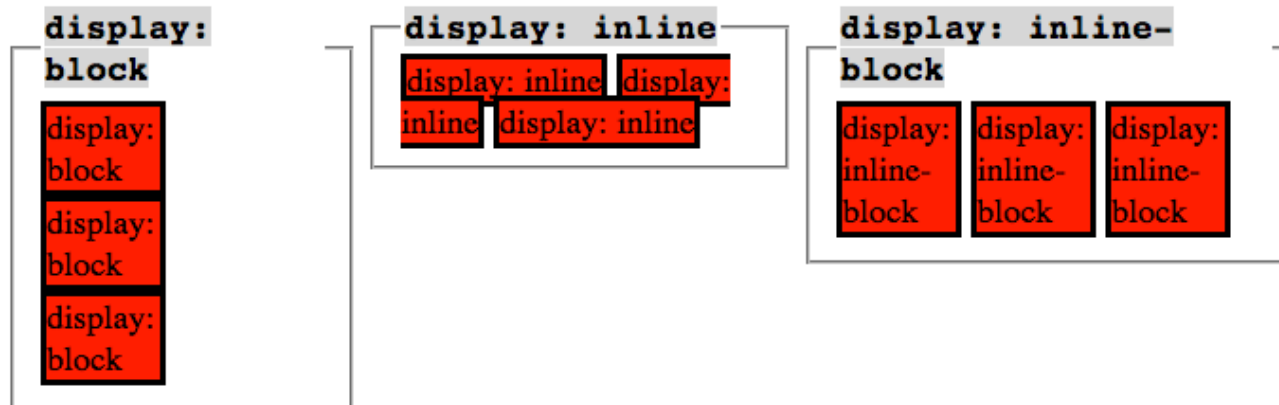 display:
block
display:
block
display:
block
display:
block
display: inline
display: inline display:
inline display: inline
display: inline-
block
display: display: display:
inline- inline- inline-
block block block